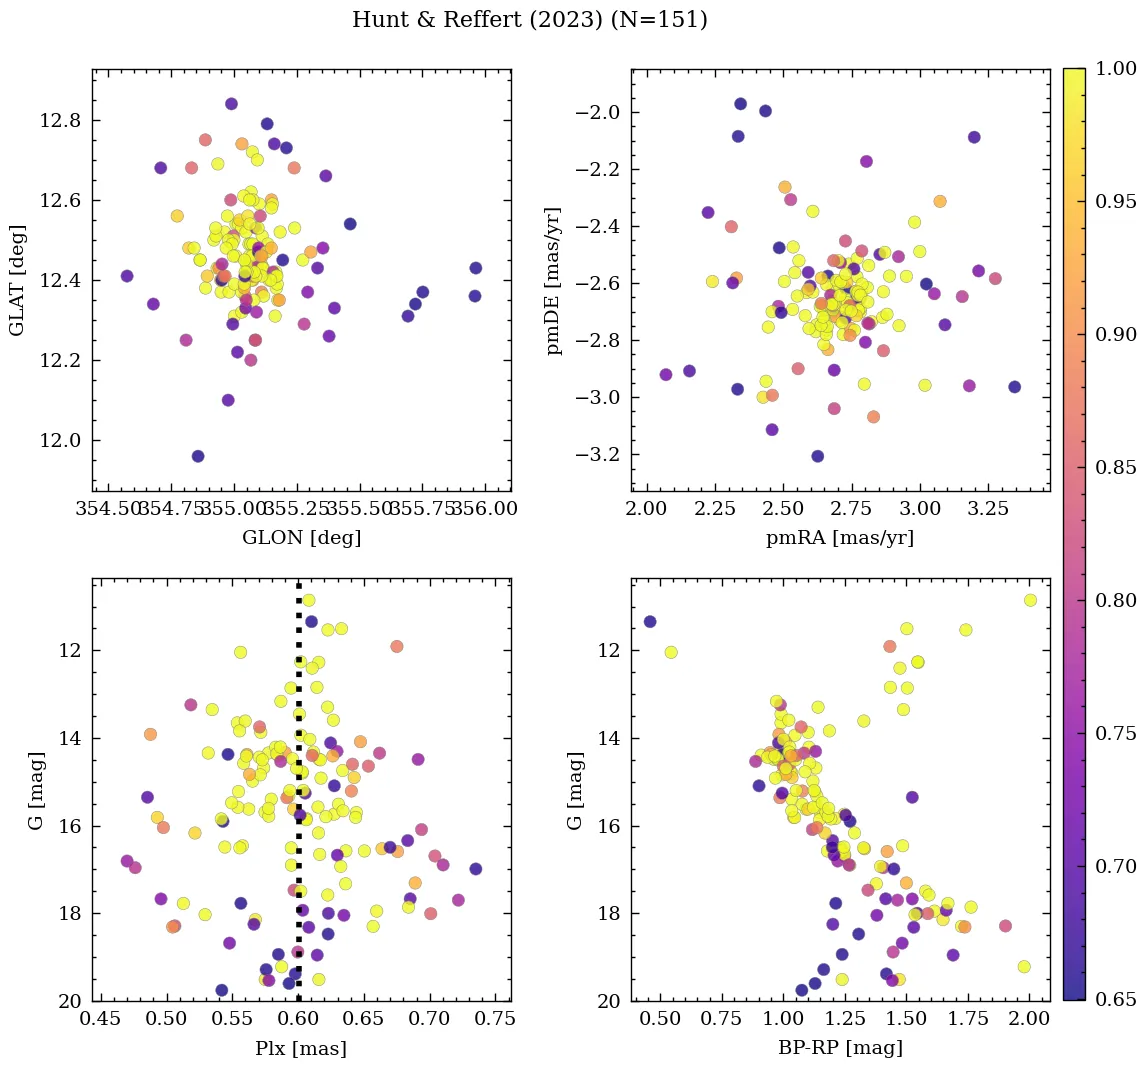 Hunt & Reffert (2023) (N=151)
12.8
12.6
12.4
12.2
12.0
GLAT [deg]
354.50 354.75 355.00 355.25 355.50 355.75 356.00
GLON [deg]
−2.0
−2.2
−2.4
−2.6
−2.8
−3.0
−3.2
pmDE [mas/yr]
2.00 2.25 2.50 2.75 3.00 3.25
pmRA [mas/yr]
1.00
0.95
0.90
0.85
0.80
0.75
0.70
0.65
12
14
16
18
20
G [mag]
0.45 0.50 0.55 0.60 0.65 0.70 0.75
Plx [mas]
12
14
16
18
20
G [mag]
0.50 0.75 1.00 1.25 1.50 1.75 2.00
BP-RP [mag]